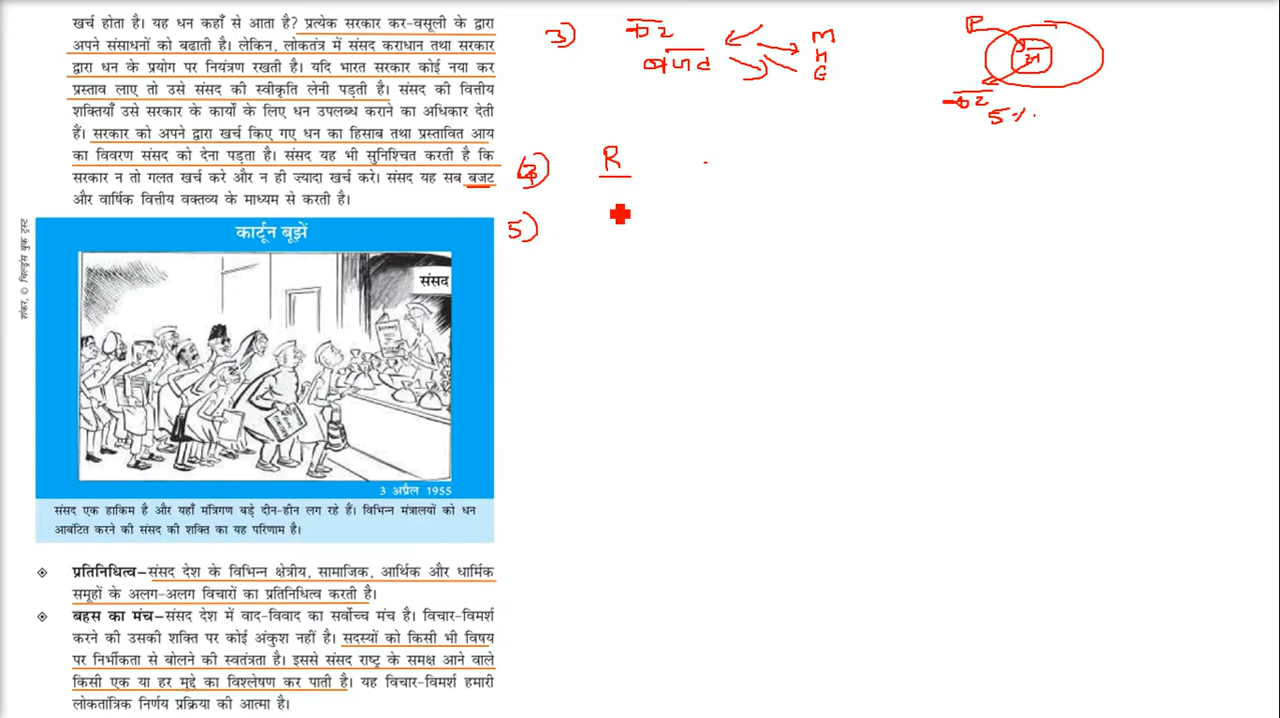 खर्च होता है। यह धन कहाँ से आता है? प्रत्येक सरकार कर-वसूली के द्वारा
अपने संसाधनों को बढाती है। लेकिन, लोकतंत्र में संसद कराधान तथा सरकार
द्वारा धन के प्रयोग पर नियंत्रण रखती है। यदि भारत सरकार कोई नया कर
प्रस्ताव लाए तो उसे संसद की स्वीकृति लेनी पड़ती है। संसद की वित्तीय
शक्तियाँ उसे सरकार के कार्यों के लिए धन उपलब्ध कराने का अधिकार देती
हैं। सरकार को अपने द्वारा खर्च किए गए धन का हिसाब तथा प्रस्तावित आय
का विवरण संसद को देना पड़ता है। संसद यह भी सुनिश्चित करती है कि
सरकार न तो गलत खर्च करे और न ही ज्यादा खर्च करे। संसद यह सब बजट
और वार्षिक वित्तीय वक्तव्य के माध्यम से करती है।
शंकर, © चिल्ड्रंस बुक ट्रस्ट
कार्टून बूझें
संसद
3 अप्रैल 1955
संसद एक हाकिम है और यहाँ मंत्रिगण बड़े दीन-हीन लग रहे हैं। विभिन्न मंत्रालयों को धन
आबंटित करने की संसद की शक्ति का यह परिणाम है।
प्रतिनिधित्व–संसद देश के विभिन्न क्षेत्रीय, सामाजिक, आर्थिक और धार्मिक
समूहों के अलग-अलग विचारों का प्रतिनिधित्व करती है।
बहस का मंच–संसद देश में वाद-विवाद का सर्वोच्च मंच है। विचार-विमर्श
करने की उसकी शक्ति पर कोई अंकुश नहीं है। सदस्यों को किसी भी विषय
पर निर्भीकता से बोलने की स्वतंत्रता है। इससे संसद राष्ट्र के समक्ष आने वाले
किसी एक या हर मुद्दे का विश्लेषण कर पाती है। यह विचार-विमर्श हमारी
लोकतांत्रिक निर्णय प्रक्रिया की आत्मा है।
3)
कर
बजट
M
P
कर
5%
R
5)